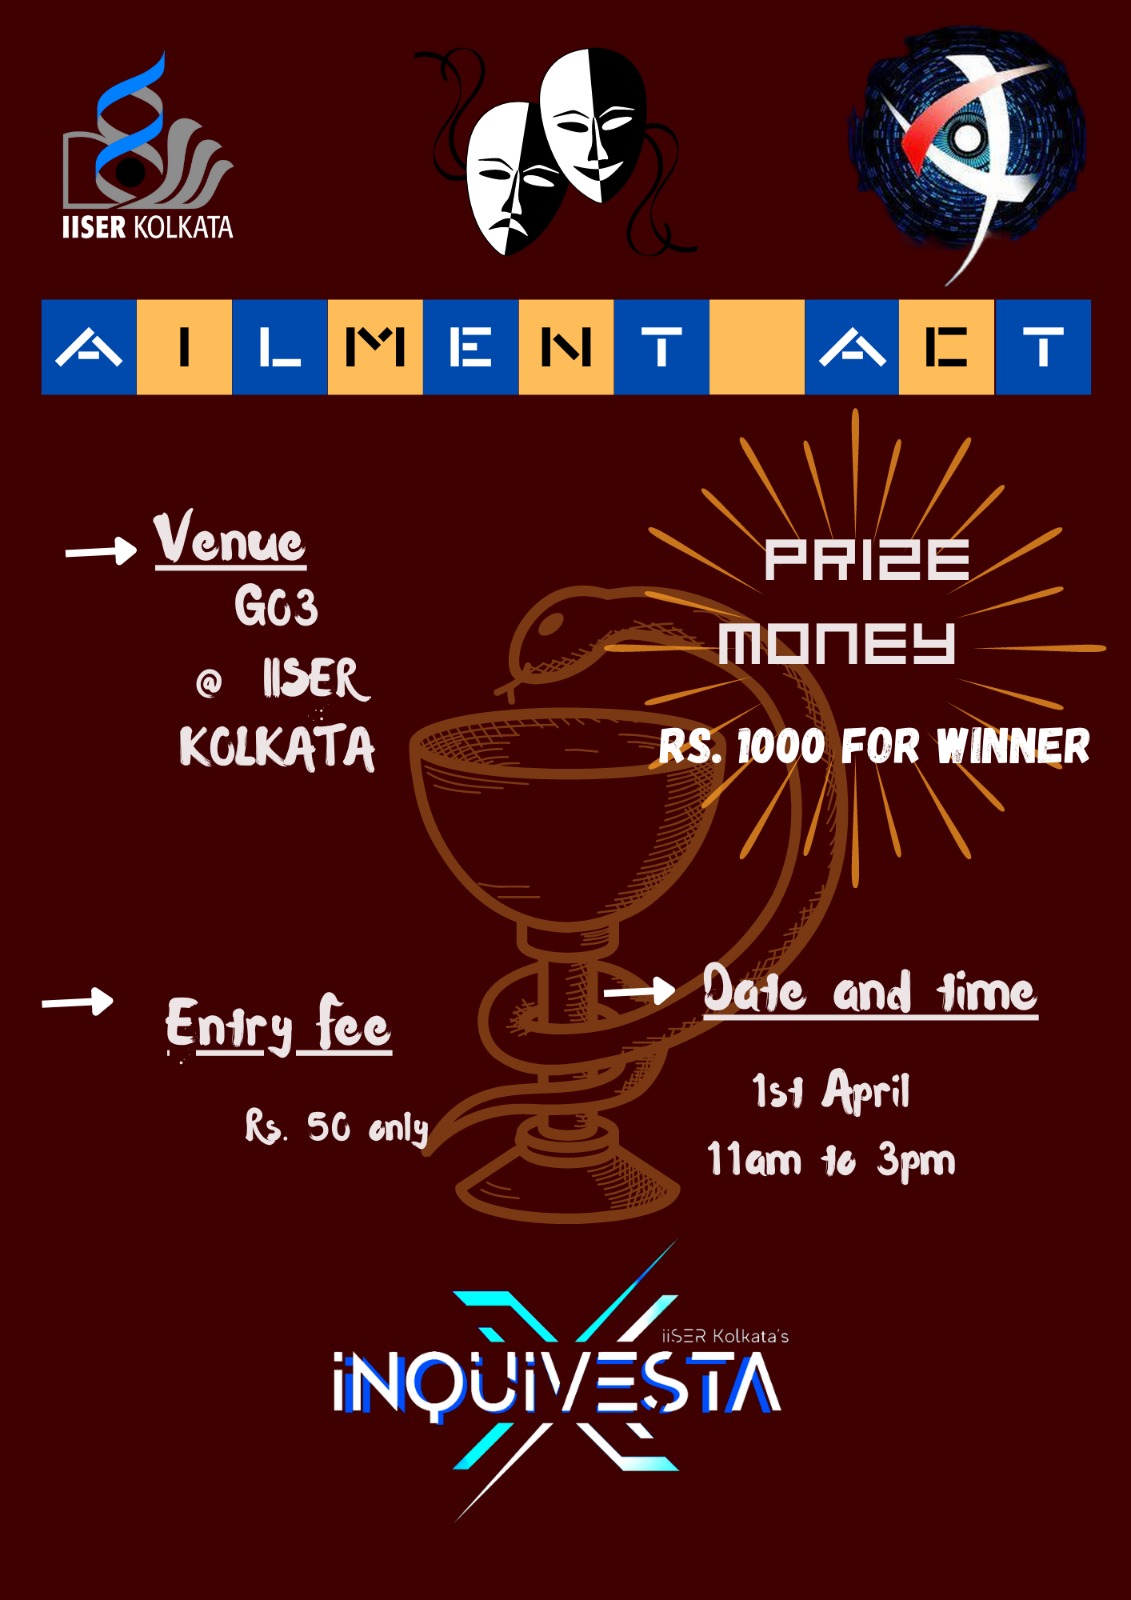 IISER KOLKATA
AILMENT ACT
Venue
G03
@ IISER
KOLKATA
PRIZE
MONEY
RS. 1000 FOR WINNER
Entry fee
Rs. 50 only
Date and time
1st April
11am to 3pm
iiSER Kolkata's
iNQUiVESTA